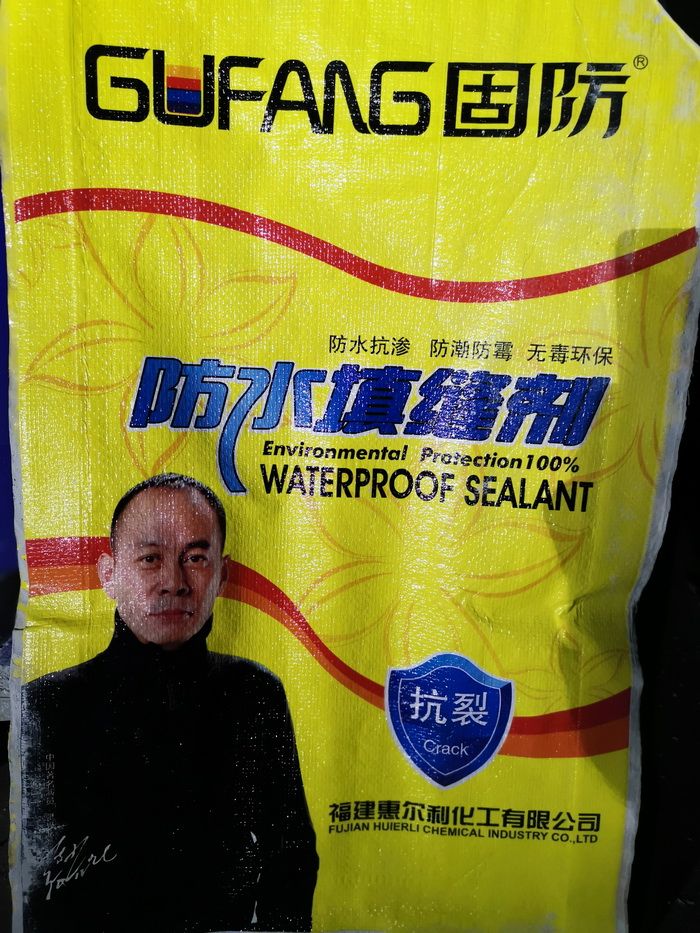 GUFANG固防®
防水抗渗 防潮防霉 无毒环保
防水填缝剂
Environmental Protection100%
WATERPROOF SEALANT
抗裂
Crack
福建惠尔利化工有限公司
FUJIAN HUIERLI CHEMICAL INDUSTRY CO.,LTD